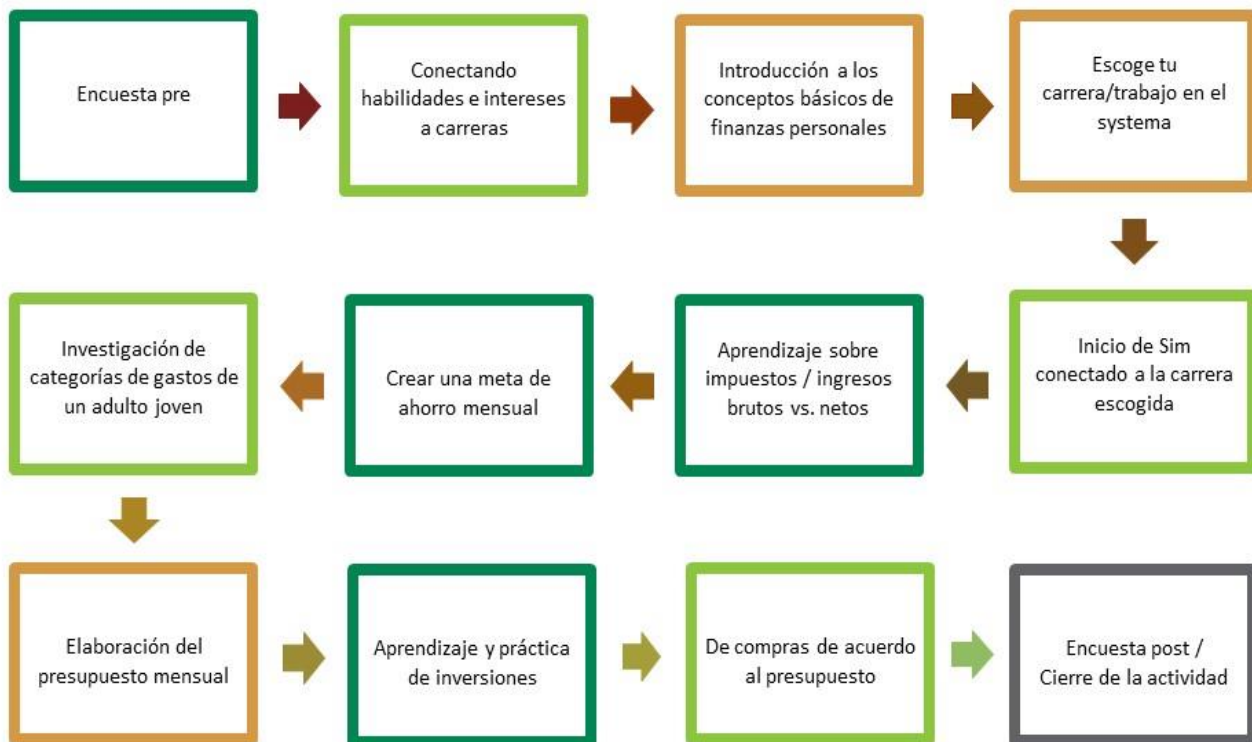 Encuesta pre
Conectando
habilidades e intereses
a carreras
Introducción a los
conceptos básicos de
finanzas personales
Escoge tu
carrera/trabajo en el
systema
Inicio de Sim
conectado a la carrera
escogida
Aprendizaje sobre
impuestos / ingresos
brutos vs. netos
Crear una meta de
ahorro mensual
Investigación de
categorías de gastos de
un adulto joven
Elaboración del
presupuesto mensual
Aprendizaje y práctica
de inversiones
De compras de acuerdo
al presupuesto
Encuesta post /
Cierre de la actividad